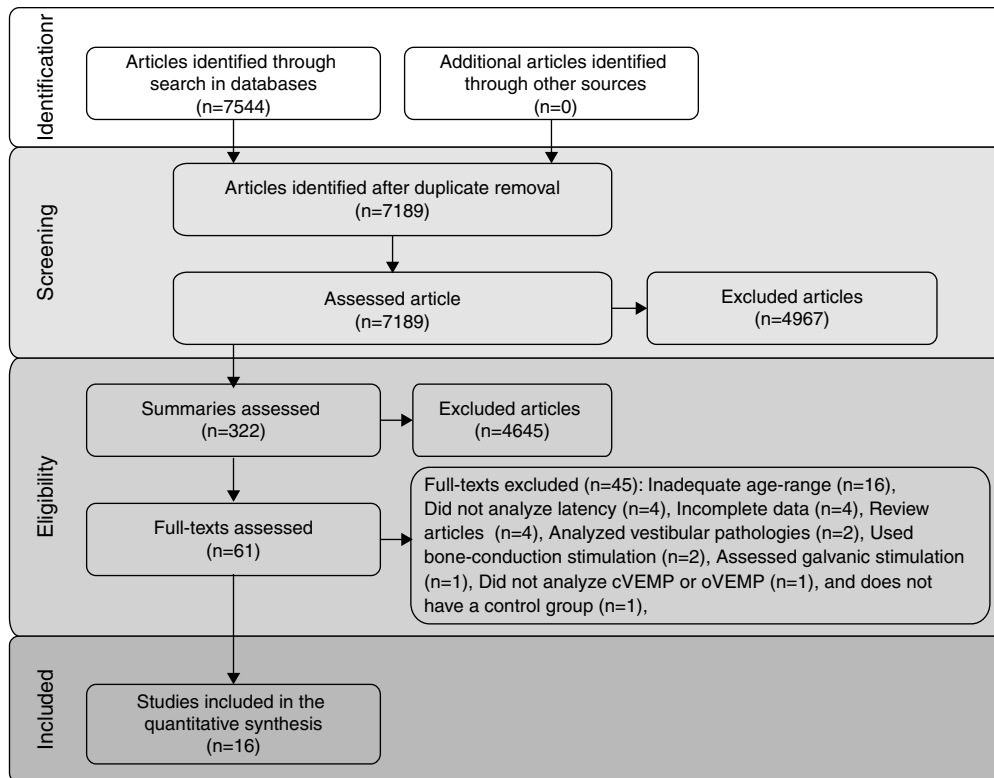 Identificationr
Articles identified through
search in databases
(n=7544)
Additional articles identified
through other sources
(n=0)
Screening
Articles identified after duplicate removal
(n=7189)
Assessed article
(n=7189)
Excluded articles
(n=4967)
Eligibility
Summaries assessed
(n=322)
Excluded articles
(n=4645)
Full-texts assessed
(n=61)
Full-texts excluded (n=45): Inadequate age-range (n=16),
Did not analyze latency (n=4), Incomplete data (n=4), Review
articles (n=4), Analyzed vestibular pathologies (n=2), Used
bone-conduction stimulation (n=2), Assessed galvanic stimulation
(n=1), Did not analyze cVEMP or oVEMP (n=1), and does not
have a control group (n=1),
Included
Studies included in the
quantitative synthesis
(n=16)